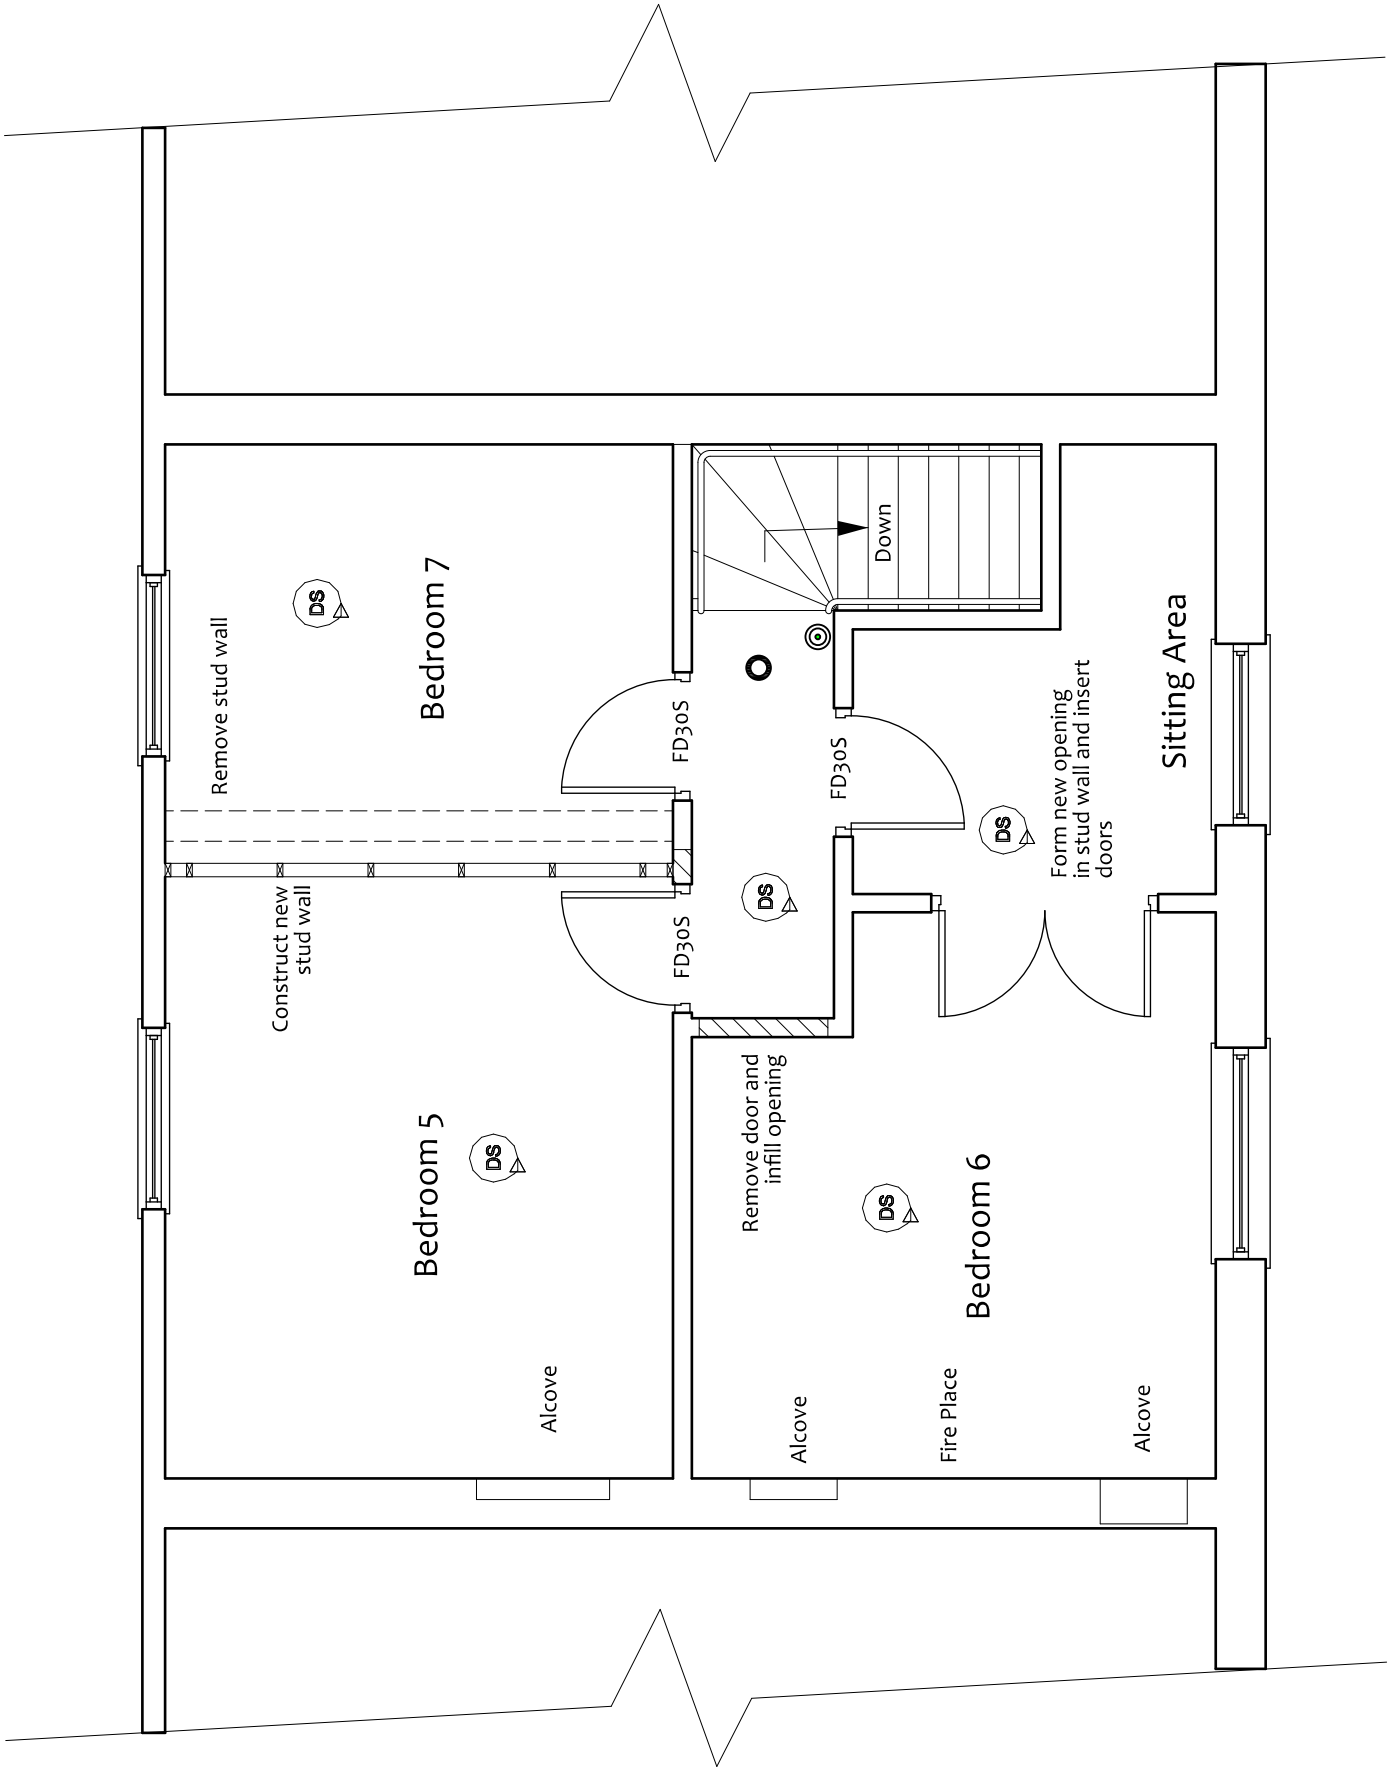 Remove stud wall
DS
Bedroom 7
FD30S
Down
FD30S
DS
Form new opening
in stud wall and insert
doors
Sitting Area
Construct new
stud wall
FD30S
DS
Bedroom 5
DS
Remove door and
infill opening
DS
Bedroom 6
Alcove
Alcove
Fire Place
Alcove